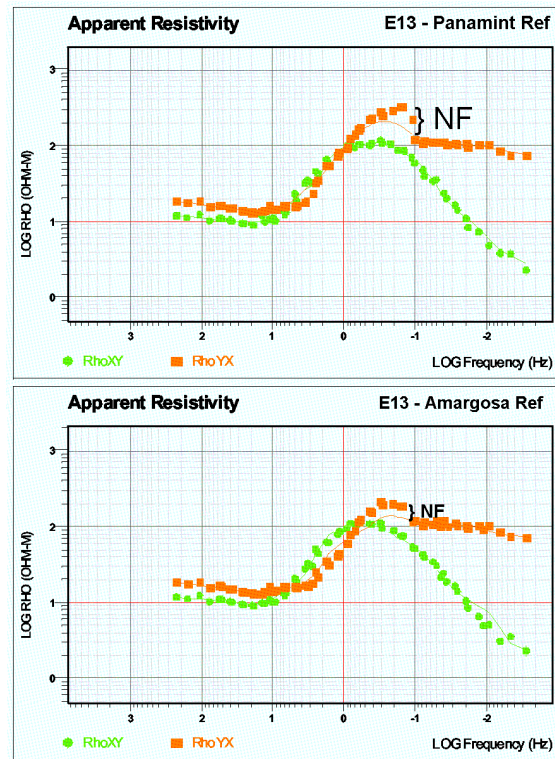 Apparent Resistivity E13 - Panamint Ref
LOG RHO (OHM-M)
3
2
1
0
} NF
3 2 1 0 -1 -2
RhoXY RhoYX LOG Frequency (Hz)
Apparent Resistivity E13 - Amargosa Ref
LOG RHO (OHM-M)
3
2
1
0
} NF
3 2 1 0 -1 -2
RhoXY RhoYX LOG Frequency (Hz)